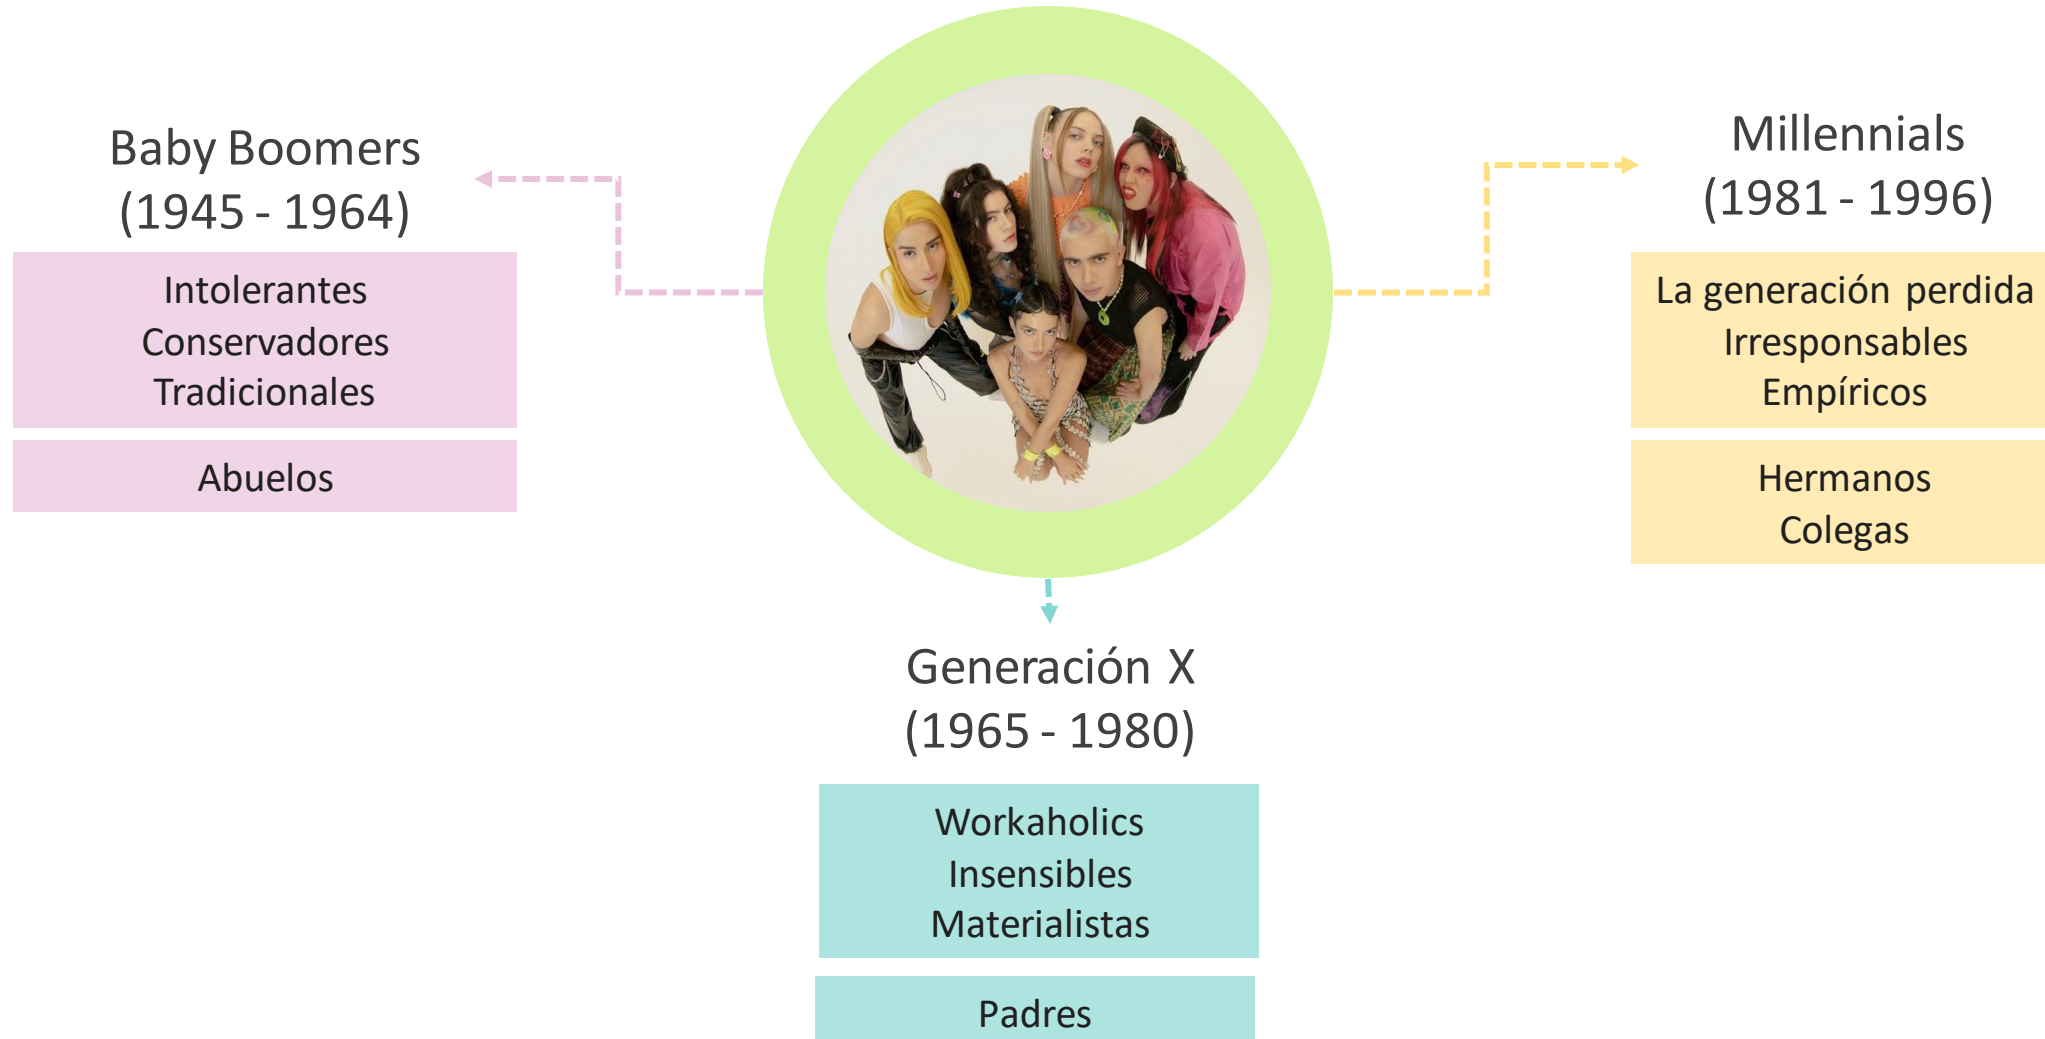 Baby Boomers
(1945 - 1964)
Intolerantes
Conservadores
Tradicionales
Abuelos
Generación X
(1965 - 1980)
Workaholics
Insensibles
Materialistas
Padres
Millennials
(1981 - 1996)
La generación perdida
Irresponsables
Empíricos
Hermanos
Colegas